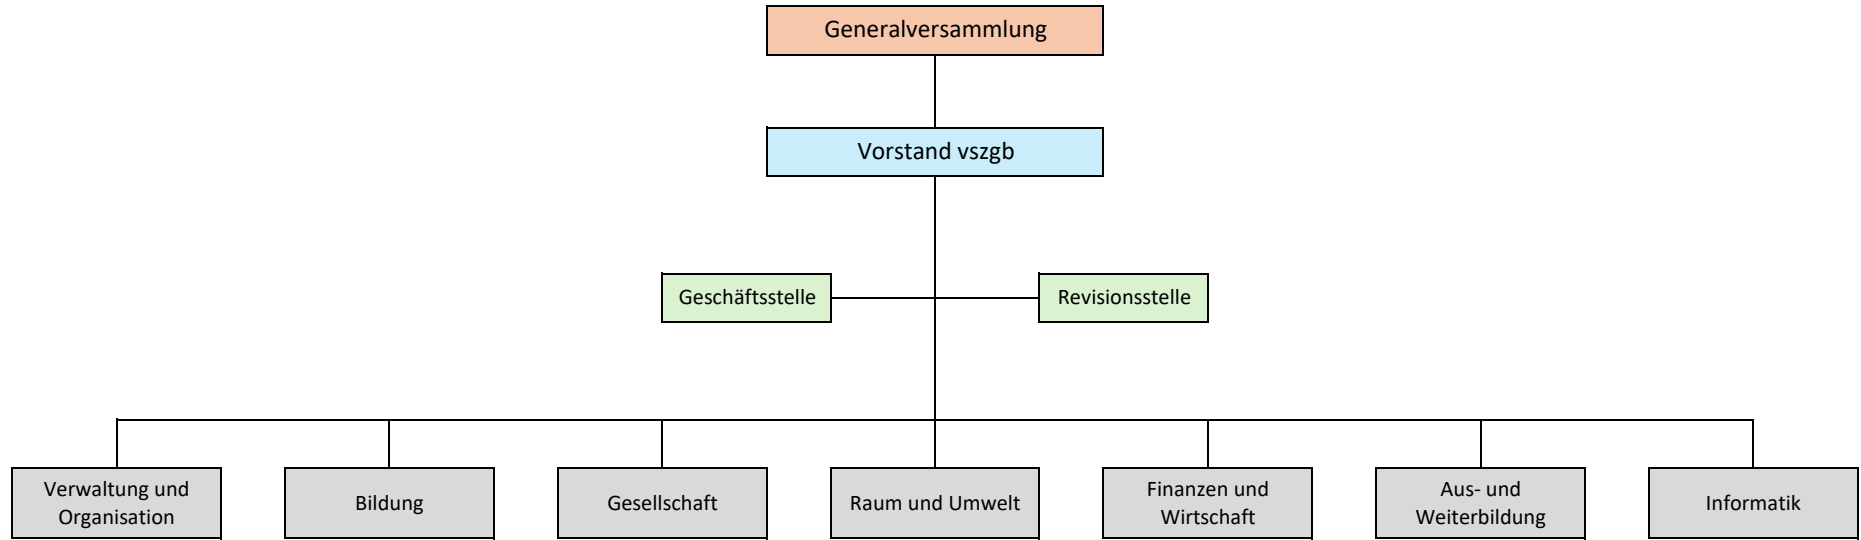 Generalversammlung
Vorstand vszgb
Geschäftsstelle
Revisionsstelle
Verwaltung und
Organisation
Bildung
Gesellschaft
Raum und Umwelt
Finanzen und
Wirtschaft
Aus- und
Weiterbildung
Informatik